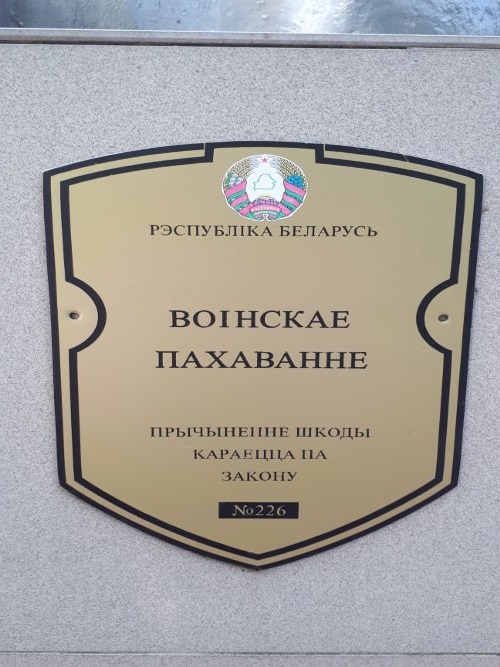 РЭСПУБЛІКА БЕЛАРУСЬ
ВОІНСКАЕ
ПАХАВАННЕ
ПРЫЧЫНЕННЕ ШКОДЫ
КАРАЕЦЦА ПА
ЗАКОНУ
№226